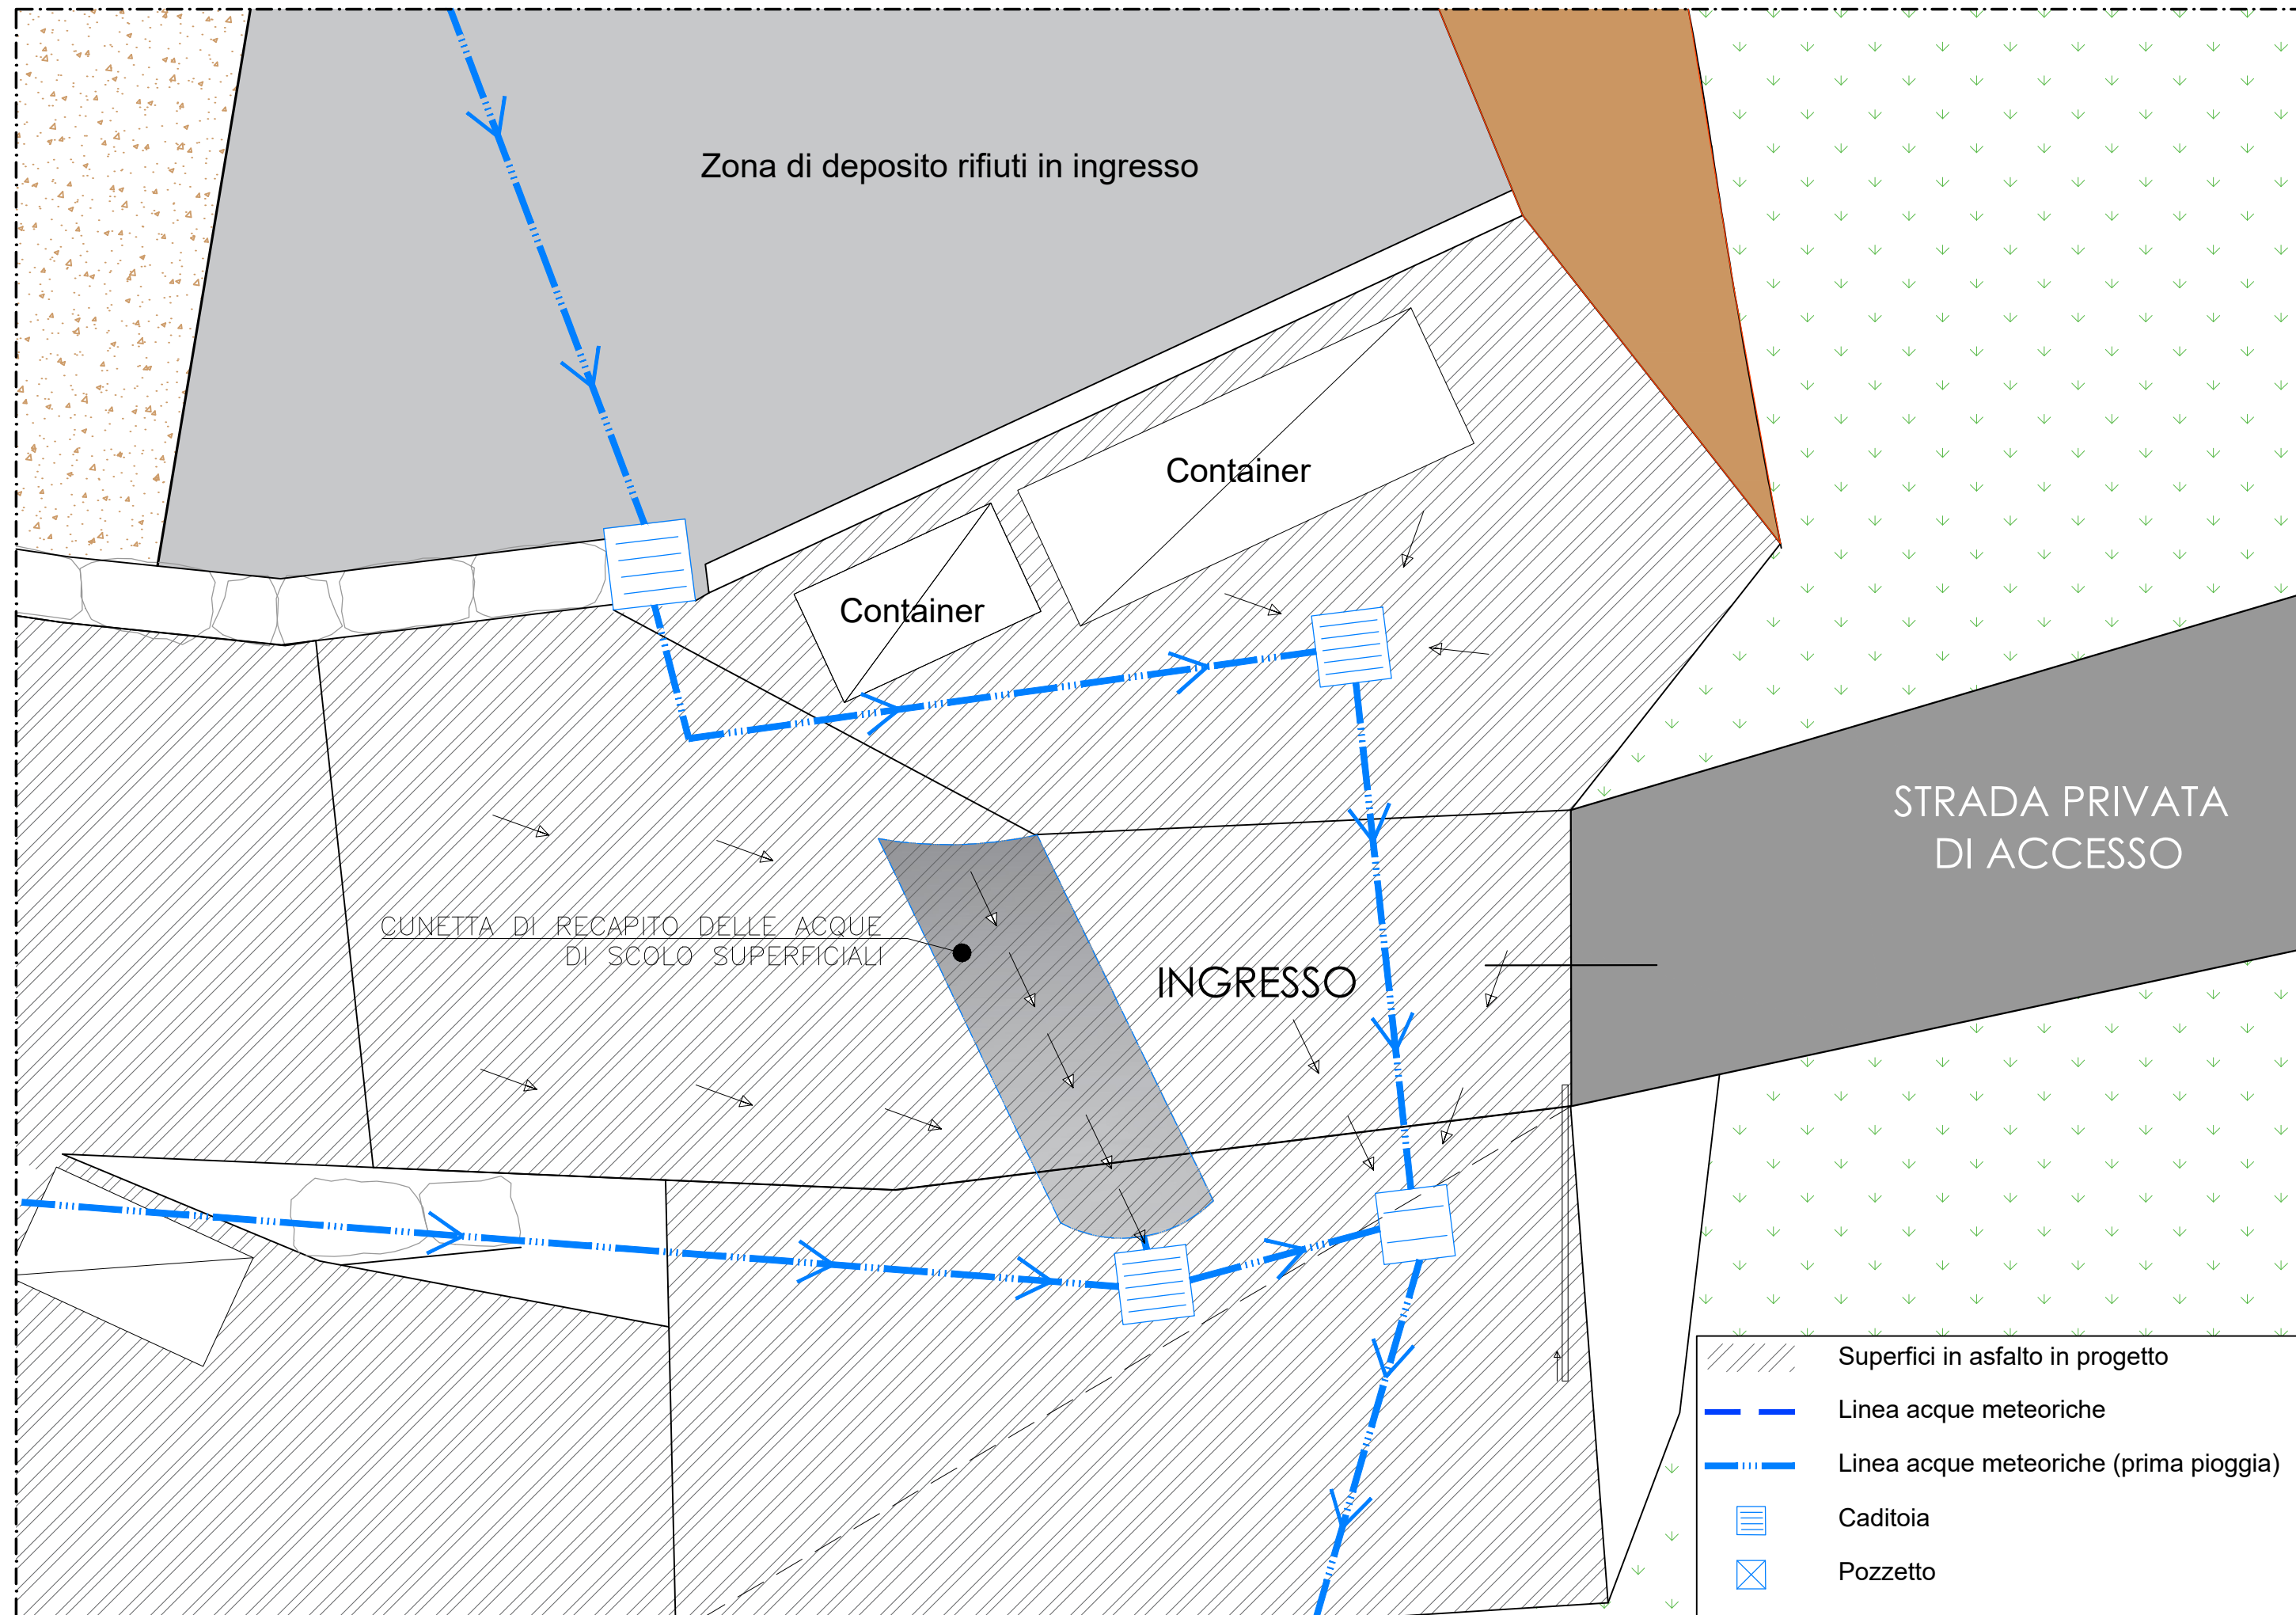 Zona di deposito rifiuti in ingresso
Container
Container
STRADA PRIVATA
DI ACCESSO
CUNETTA DI RECAPITO DELLE ACQUE
DI SCOLO SUPERFICIALI
INGRESSO
Superfici in asfalto in progetto
Linea acque meteoriche
Linea acque meteoriche (prima pioggia)
Caditoia
Pozzetto